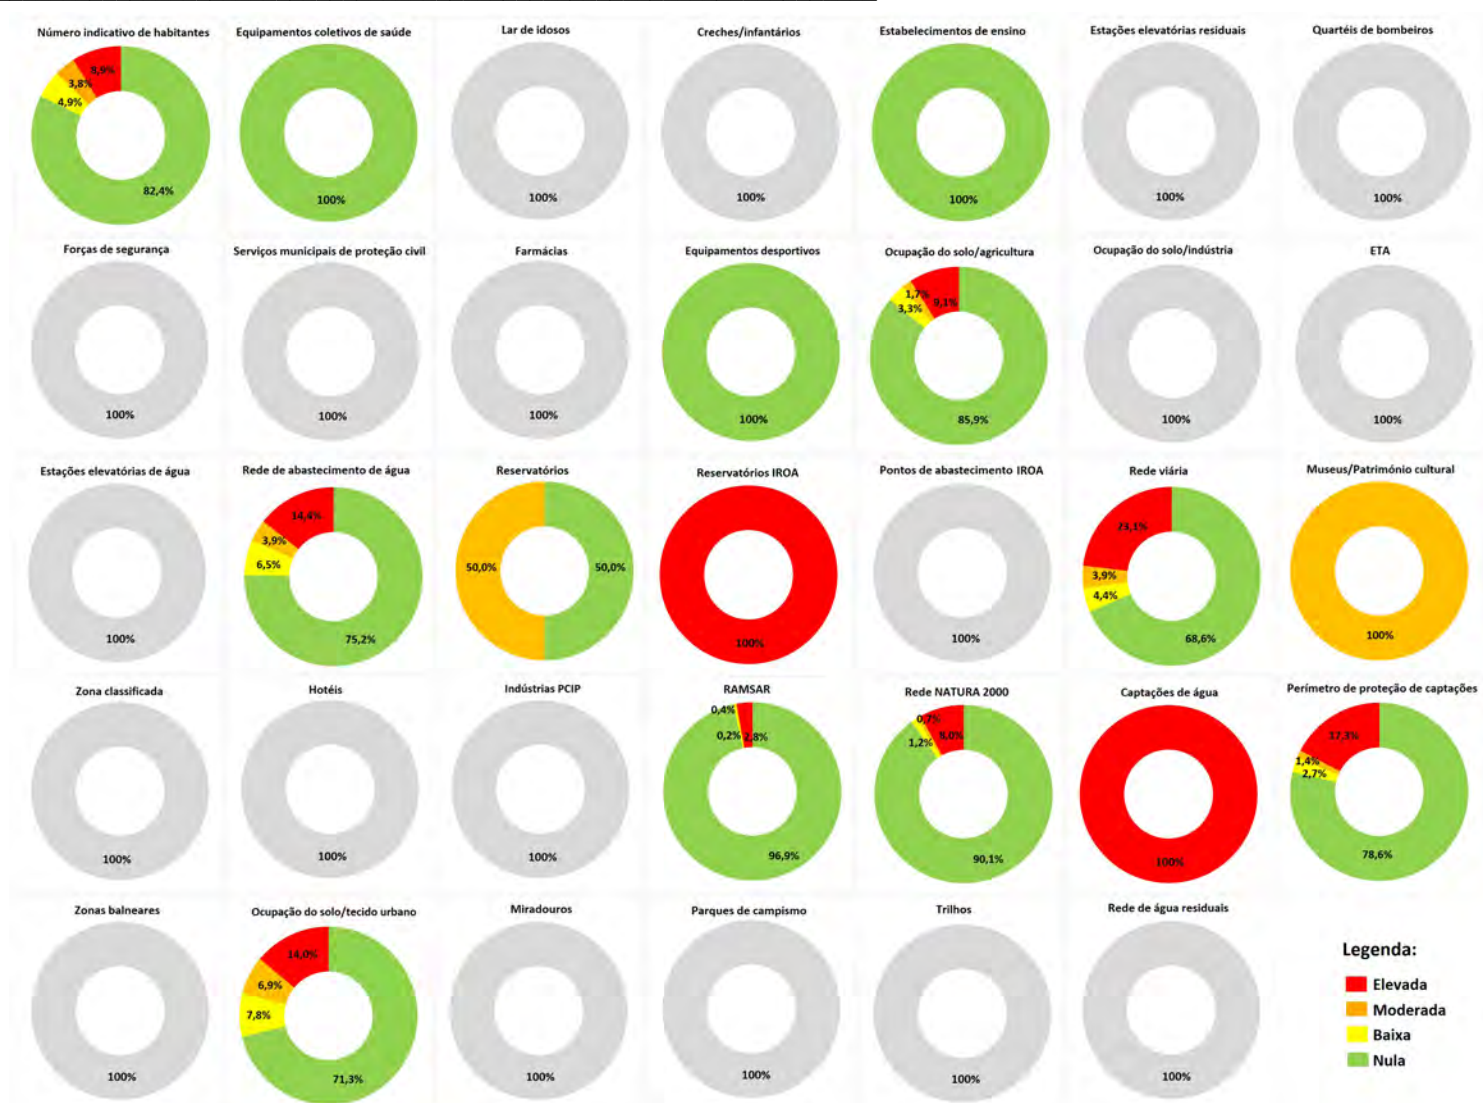 Número indicativo de habitantes
8,9%
3,8%
4,9%
82,4%
Equipamentos coletivos de saúde
100%
Lar de idosos
100%
Creches/infantários
100%
Estabelecimentos de ensino
100%
Estações elevatórias residuais
100%
Quartéis de bombeiros
100%
Forças de segurança
100%
Serviços municipais de proteção civil
100%
Farmácias
100%
Equipamentos desportivos
100%
Ocupação do solo/agricultura
1,7%
9,1%
3,3%
85,9%
Ocupação do solo/indústria
100%
ETA
100%
Estações elevatórias de água
100%
Rede de abastecimento de água
14,4%
3,9%
6,5%
75,2%
Reservatórios
50,0%
50,0%
Reservatórios IROA
100%
Pontos de abastecimento IROA
100%
Rede viária
23,1%
3,9%
4,4%
68,6%
Museus/Património cultural
100%
Zona classificada
100%
Hotéis
100%
Indústrias PCIP
100%
RAMSAR
0,4%
0,2%
2,8%
96,9%
Rede NATURA 2000
0,7%
8,0%
1,2%
90,1%
Captações de água
100%
Perímetro de proteção de captações
17,3%
1,4%
2,7%
78,6%
Zonas balneares
100%
Ocupação do solo/tecido urbano
14,0%
6,9%
7,8%
71,3%
Miradouros
100%
Parques de campismo
100%
Trilhos
100%
Rede de água residuais
100%
Legenda:
Elevada
Moderada
Baixa
Nula